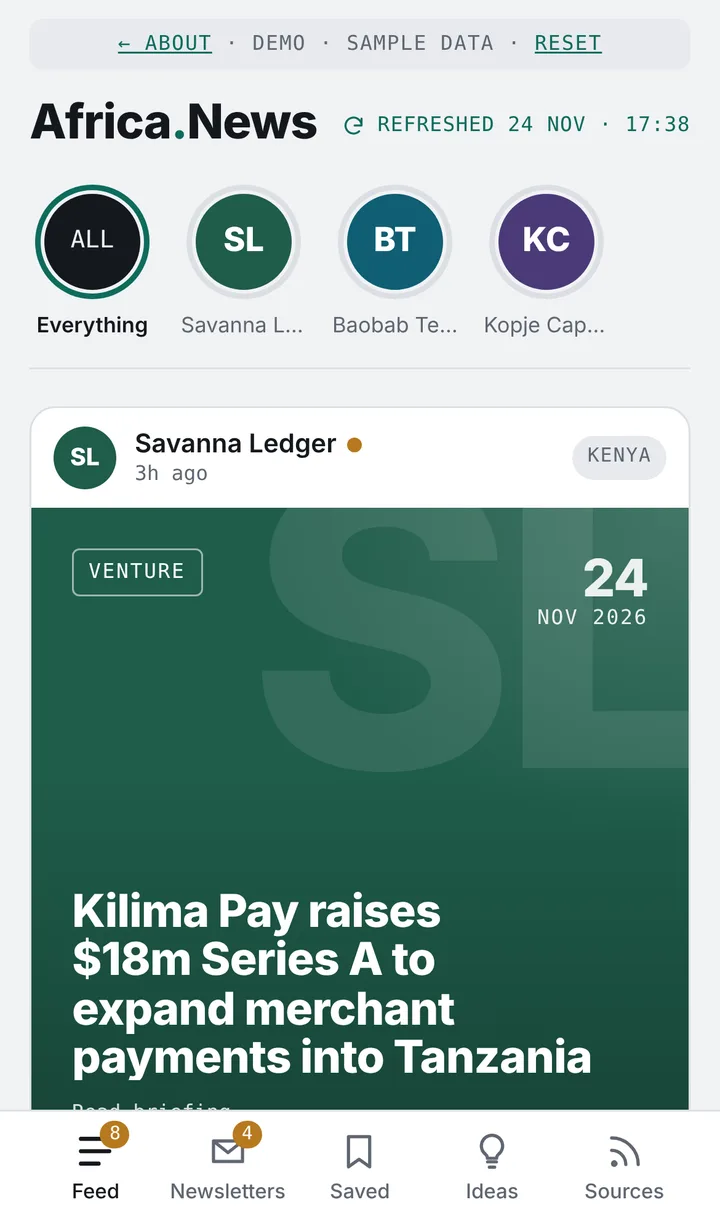 ← ABOUT · DEMO · SAMPLE DATA · RESET
Africa.News
REFRESHED 24 NOV · 17:38
ALL
SL
BT
KC
Everything
Savanna L...
Baobab Te...
Kopje Cap...
SL
Savanna Ledger
3h ago
KENYA
SL
VENTURE
24
NOV 2026
Kilima Pay raises
$18m Series A to
expand merchant
payments into Tanzania
Read briefing
8
4
Feed
Newsletters
Saved
Ideas
Sources